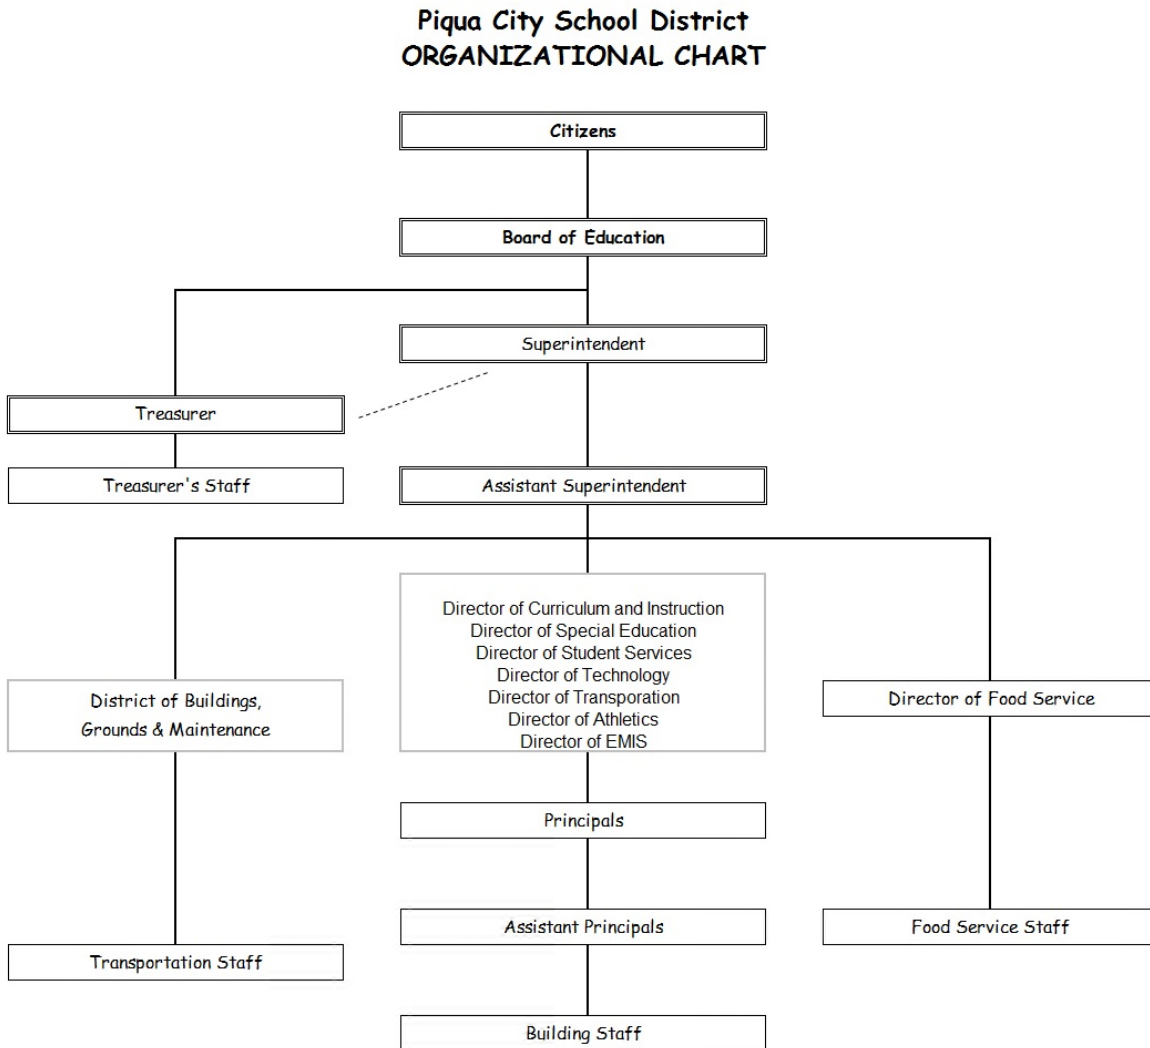 Piqua City School District
ORGANIZATIONAL CHART
Citizens
Board of Education
Superintendent
Treasurer
Treasurer's Staff
Assistant Superintendent
Director of Curriculum and Instruction
Director of Special Education
Director of Student Services
Director of Technology
Director of Transporation
Director of Athletics
Director of EMIS
District of Buildings,
Grounds & Maintenance
Director of Food Service
Principals
Assistant Principals
Food Service Staff
Transportation Staff
Building Staff